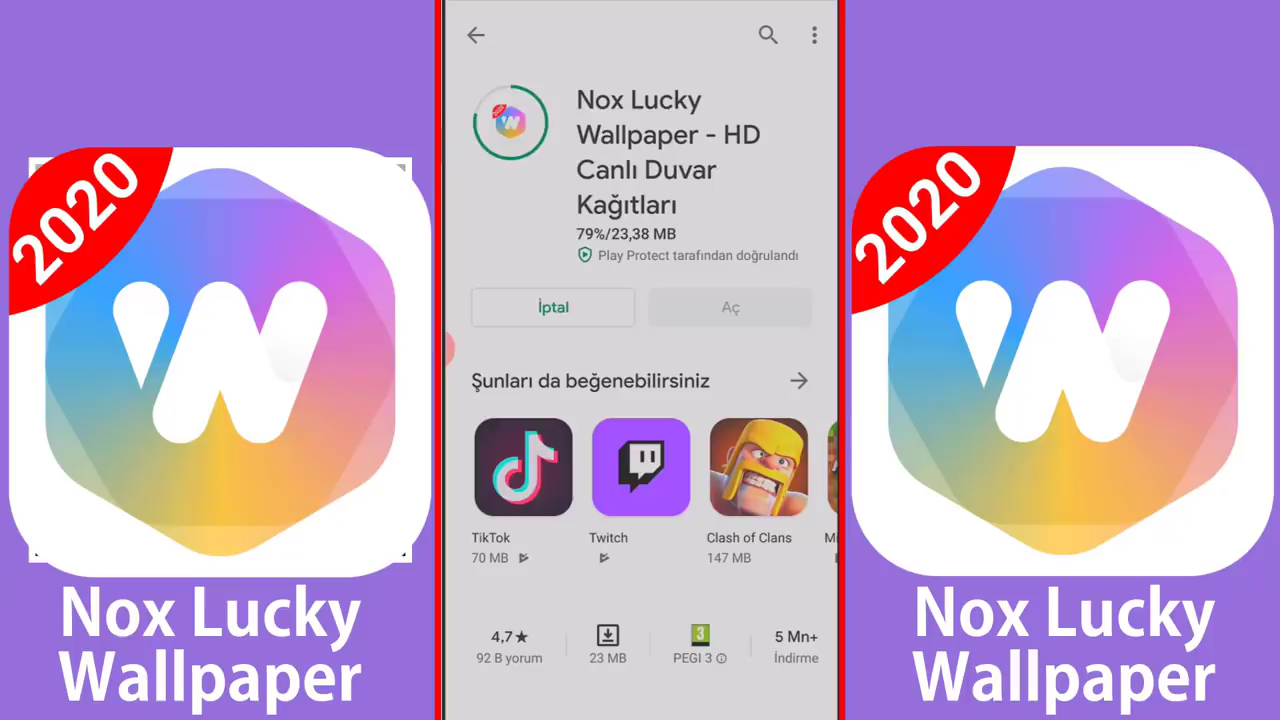 2020
Nox Lucky
Wallpaper
Nox Lucky
Wallpaper - HD
Canlı Duvar
Kağıtları
79%/23,38 MB
Play Protect tarafından doğrulandı
İptal
Aç
Şunları da beğenebilirsiniz
TikTok
Twitch
Clash of Clans
70 MB
147 MB
4,7★
3
5 Mn+
92 B yorum
23 MB
PEGI 3
İndirme
2020
Nox Lucky
Wallpaper